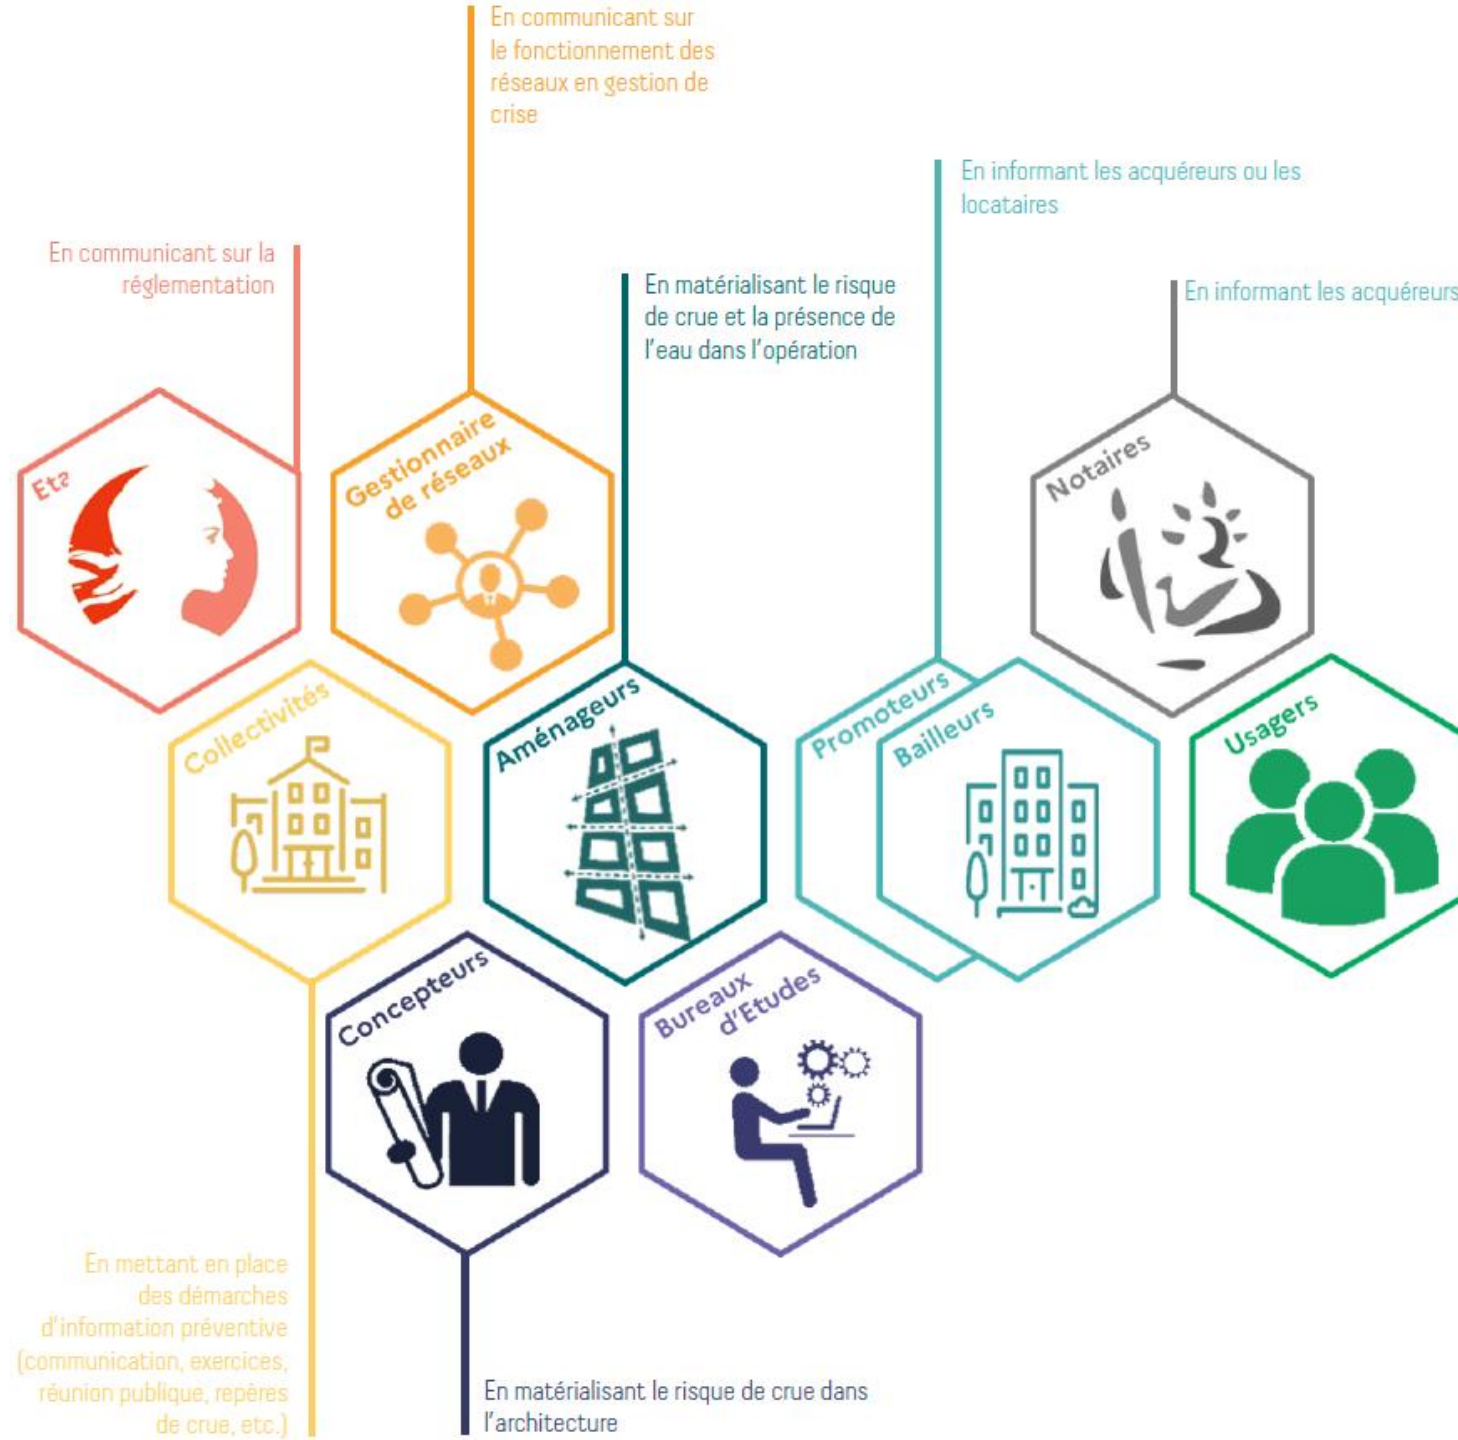 En communicant sur
le fonctionnement des
réseaux en gestion de
crise
En informant les acquéreurs ou les
locataires
En communicant sur la
réglementation
En matérialisant le risque
de crue et la présence de
l'eau dans l'opération
En informant les acquéreurs
Eta
Gestionnaire
de réseaux
Notaires
Collectivités
Aménageurs
Promoteurs
Bailleurs
Usagers
Concepteurs
Bureaux
d'Etudes
En mettant en place
des démarches
d'information préventive
(communication, exercices,
réunion publique, repères
de crue, etc.)
En matérialisant le risque de crue dans
l'architecture